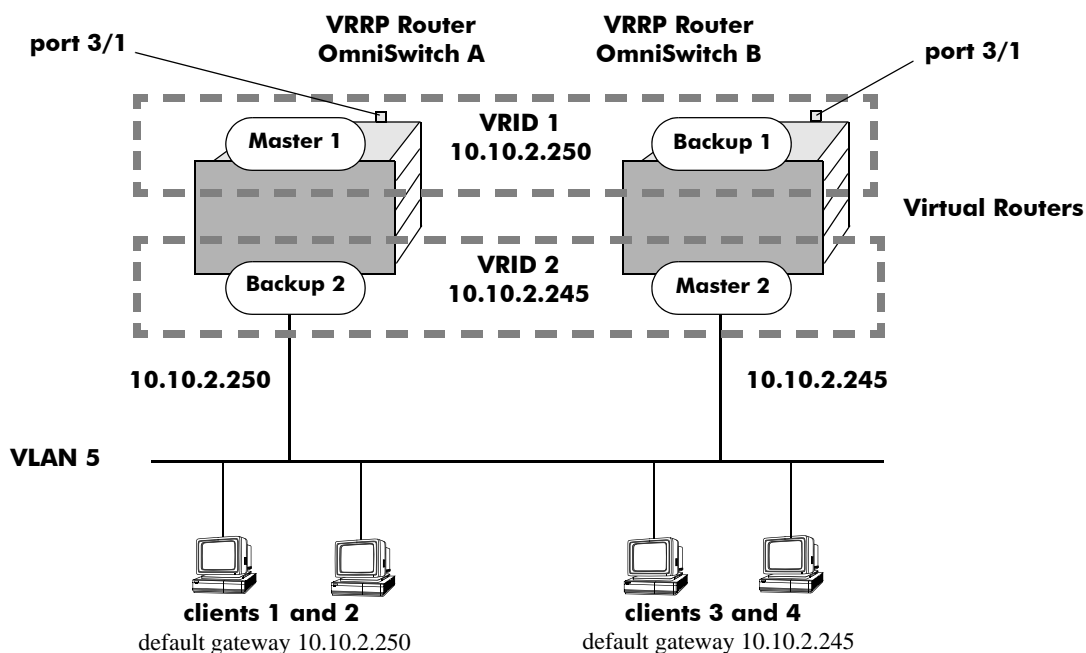 VRRP Router
OmniSwitch A
VRRP Router
OmniSwitch B
port 3/1
port 3/1
Master 1
VRID 1
10.10.2.250
Backup 1
Virtual Routers
Backup 2
VRID 2
10.10.2.245
Master 2
10.10.2.250
10.10.2.245
VLAN 5
clients 1 and 2
default gateway 10.10.2.250
clients 3 and 4
default gateway 10.10.2.245